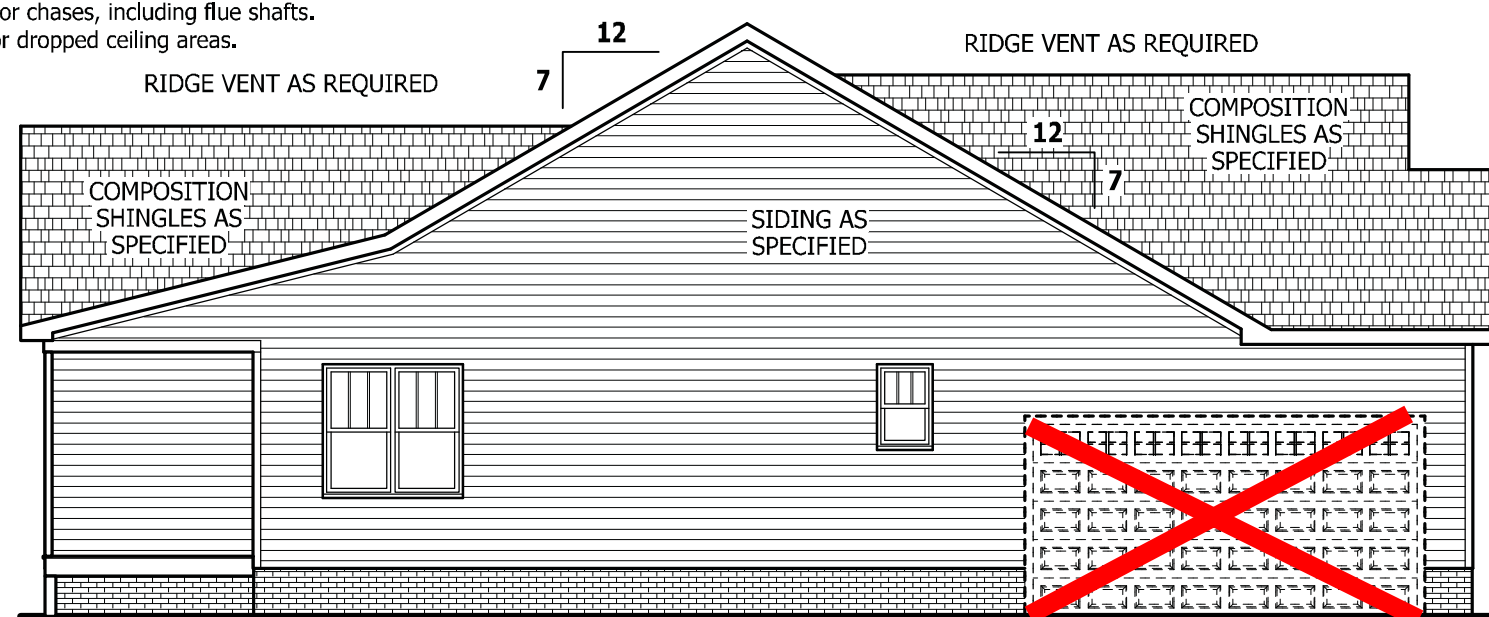 or chases, including flue shafts.
or dropped ceiling areas.
RIDGE VENT AS REQUIRED
12
7
RIDGE VENT AS REQUIRED
COMPOSITION
SHINGLES AS
SPECIFIED
12
7
COMPOSITION
SHINGLES AS
SPECIFIED
SIDING AS
SPECIFIED